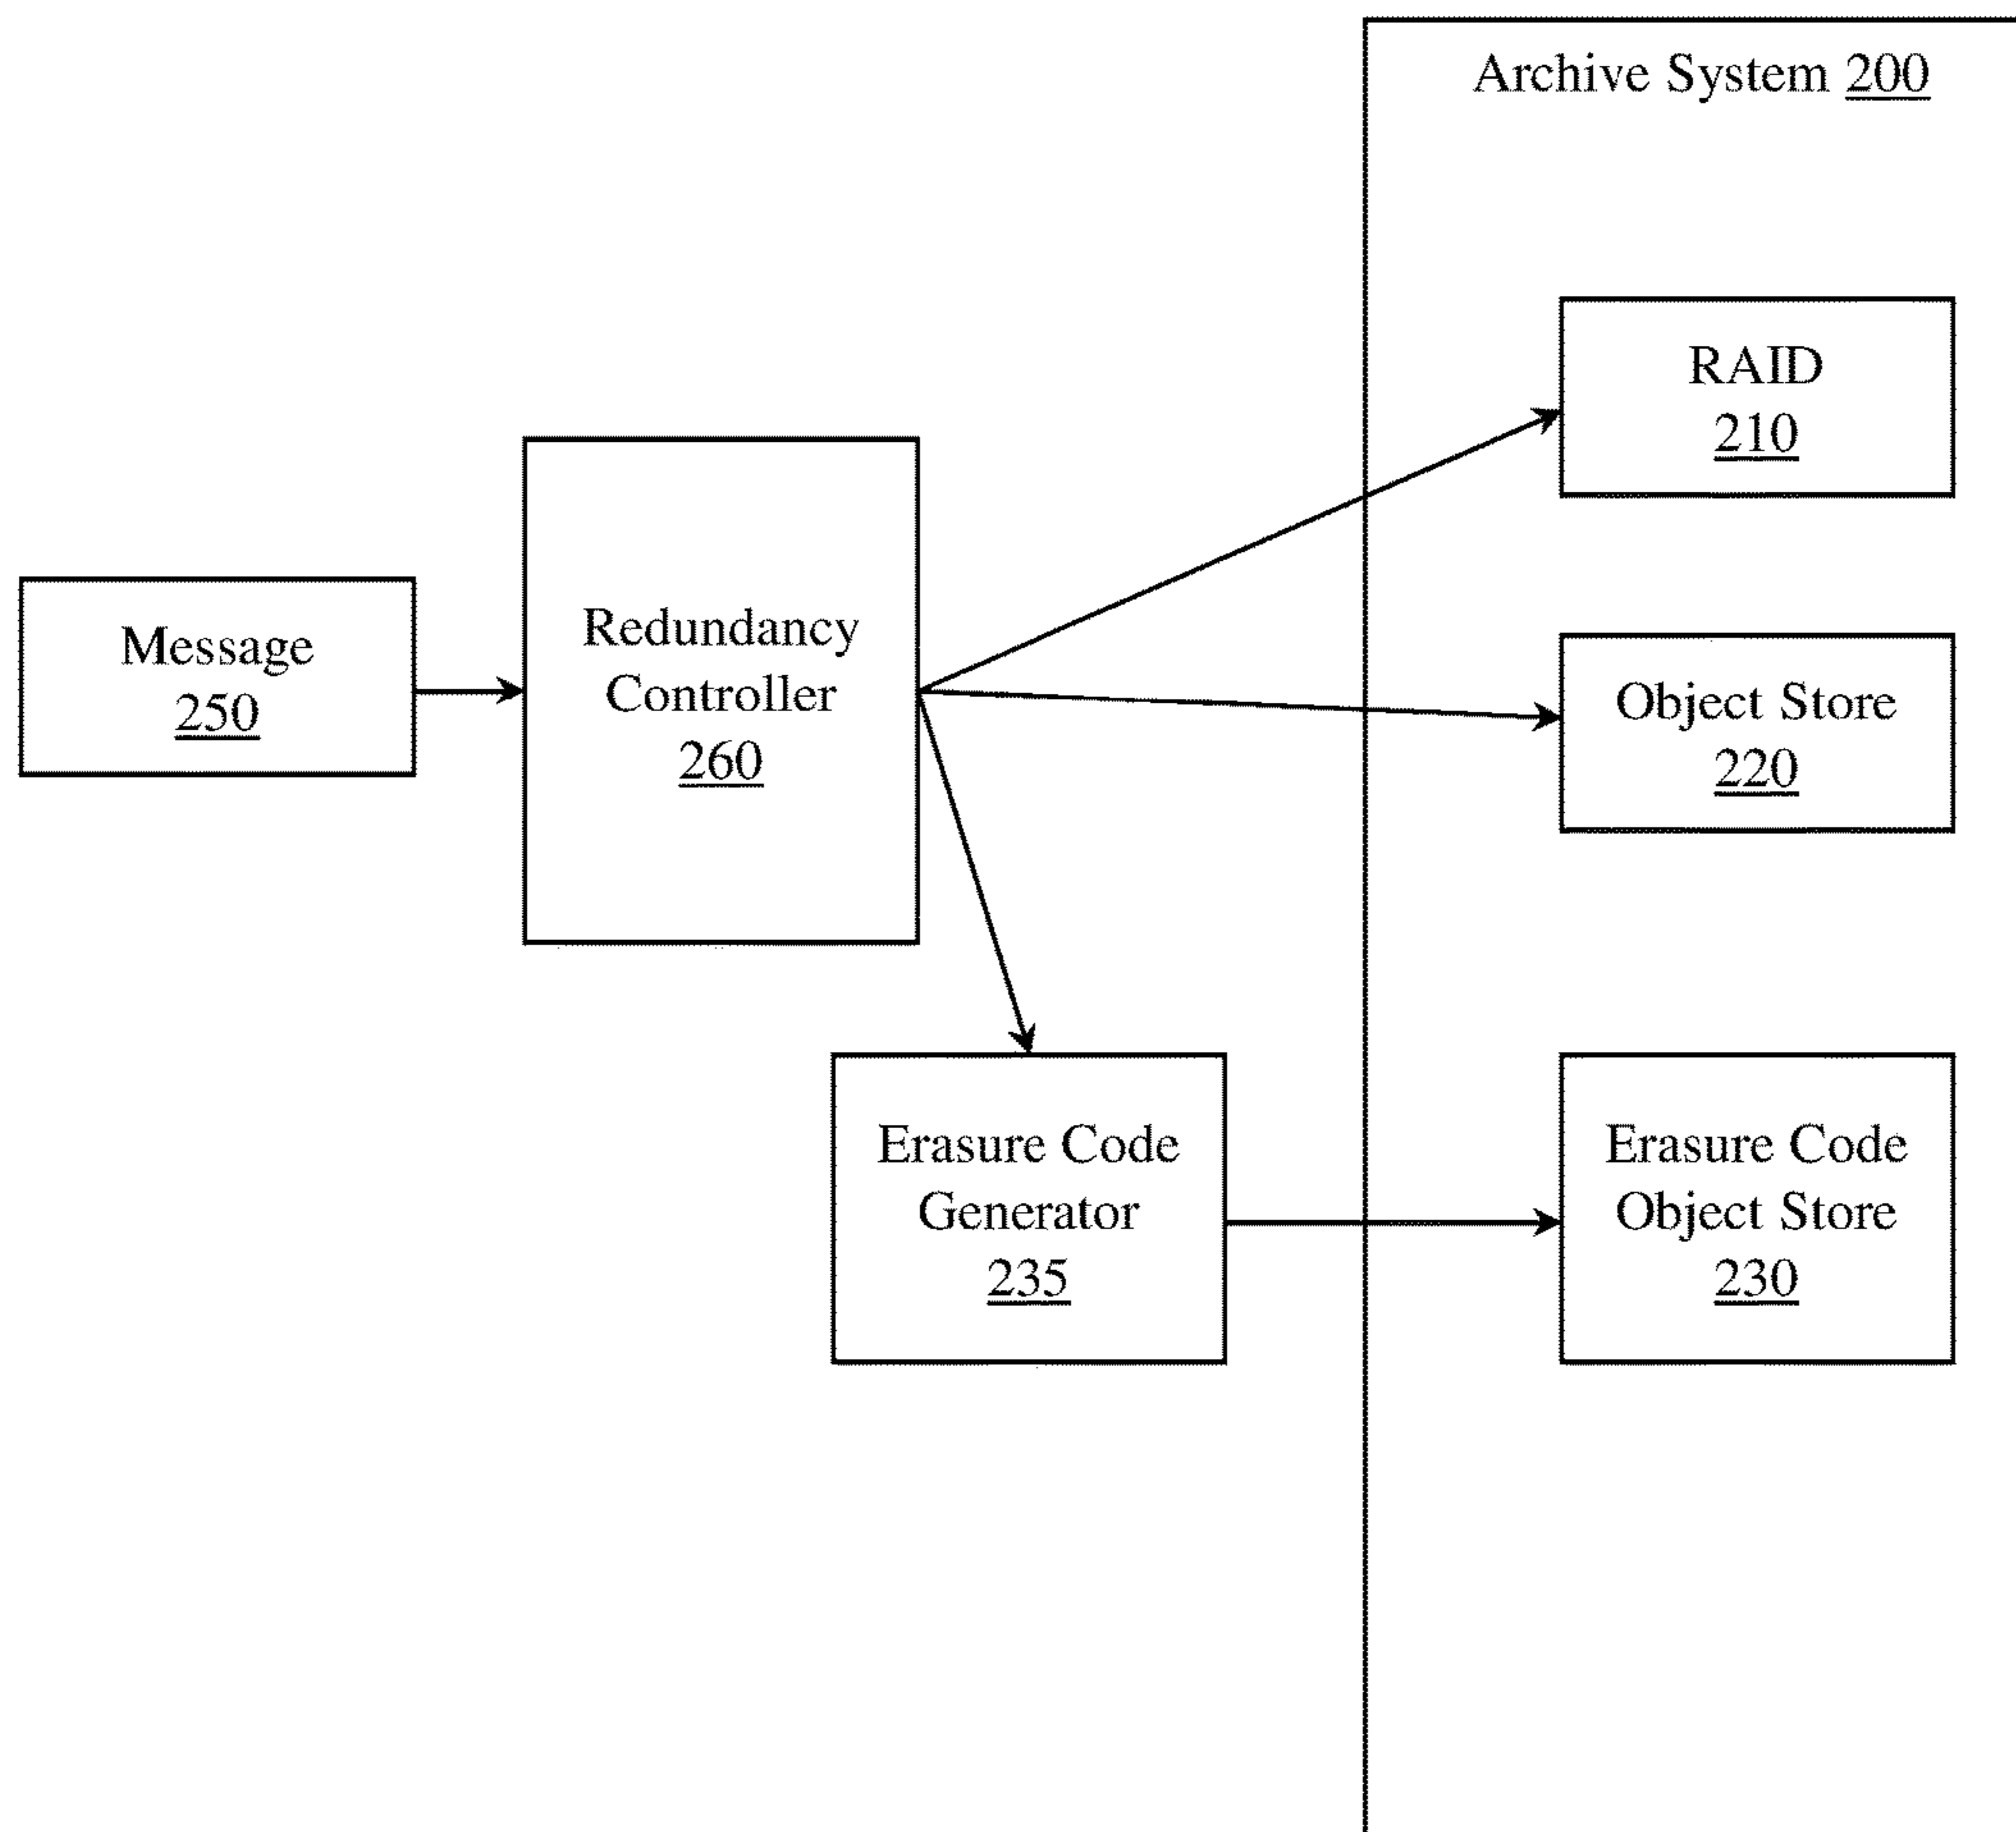 Archive System 200
RAID
210
Message
250
Redundancy
Controller
260
Object Store
220
Erasure Code
Generator
235
Erasure Code
Object Store
230